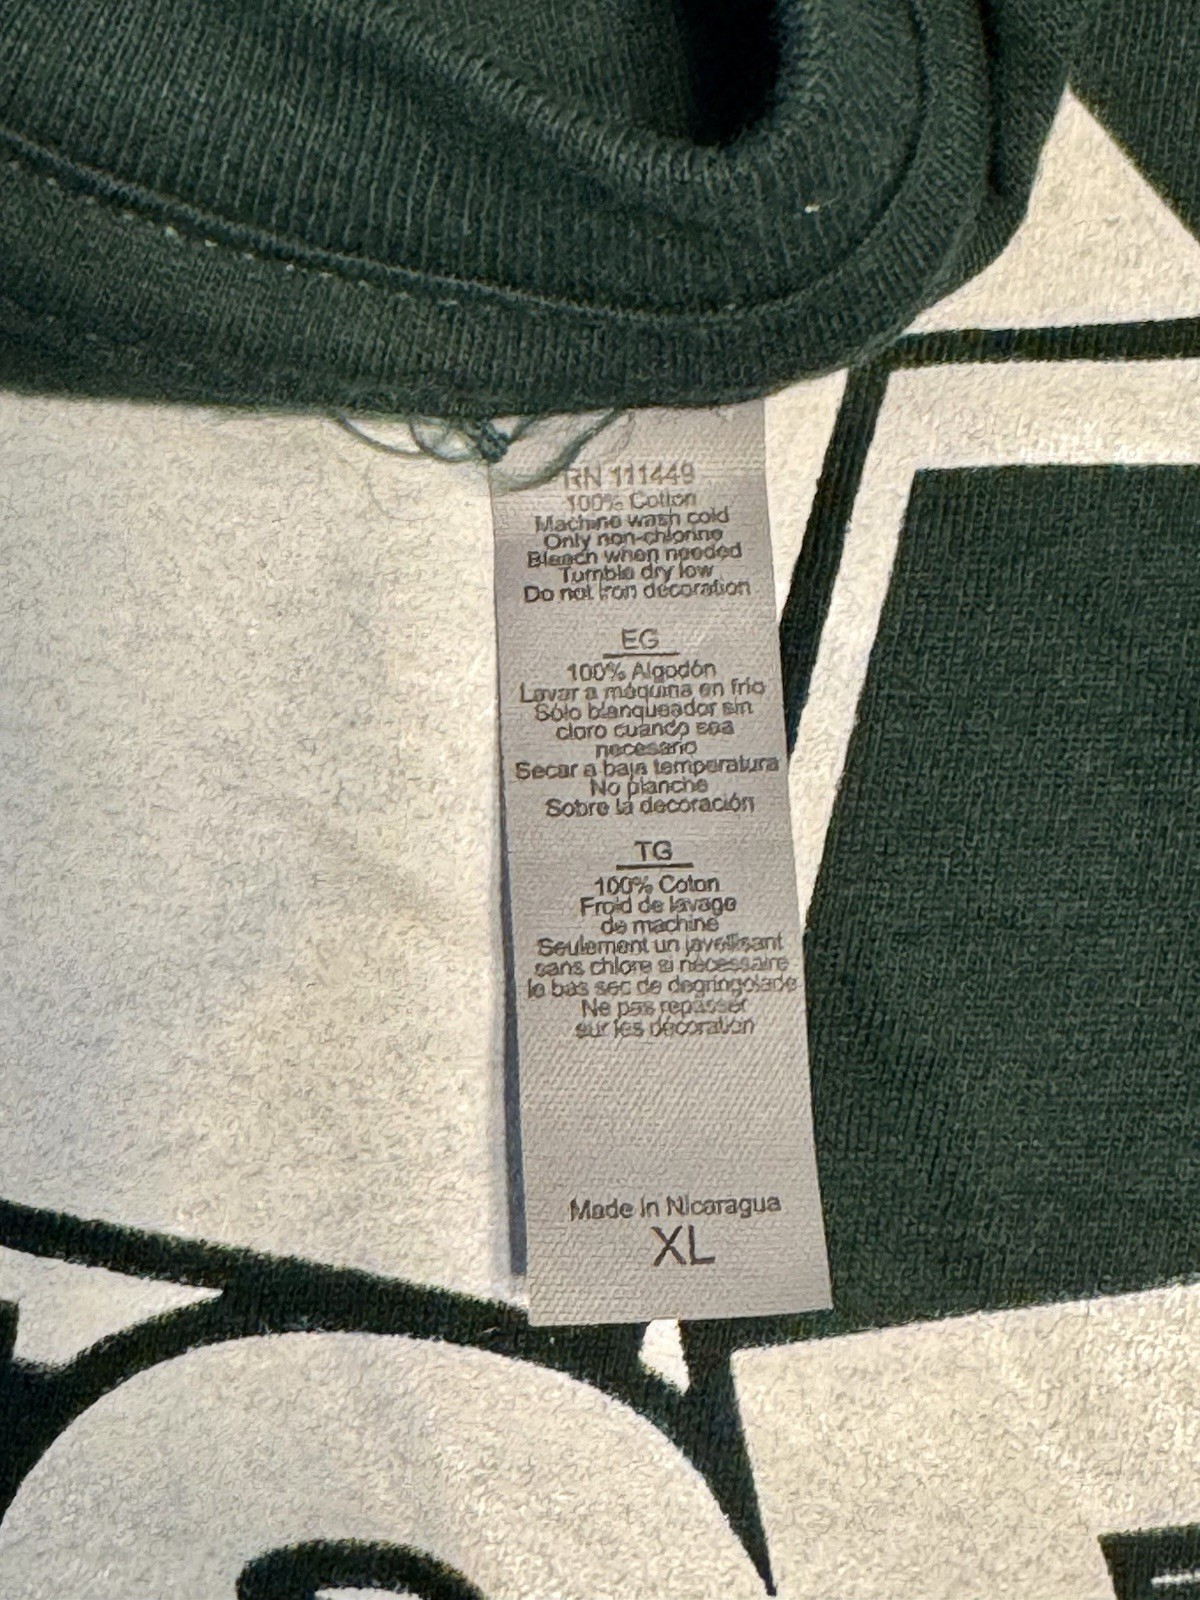 RN 111449
100% Cotton
Machine wash cold
Only non-chlorine
Bleach when needed
Tumble dry low
Do not iron decoration
EG
100% Algodón
Lavar a máquina en frío
Sólo blanqueador sin
cloro cuando sea
necesario
Secar a baja temperatura
No planche
Sobre la decoración
TG
100% Coton
Froid de lavage
de machine
Seulement un javellisant
sans chlore si nécessaire
le bas sec de degringolade
Ne pas repasser
sur les décoration
Made in Nicaragua
XL